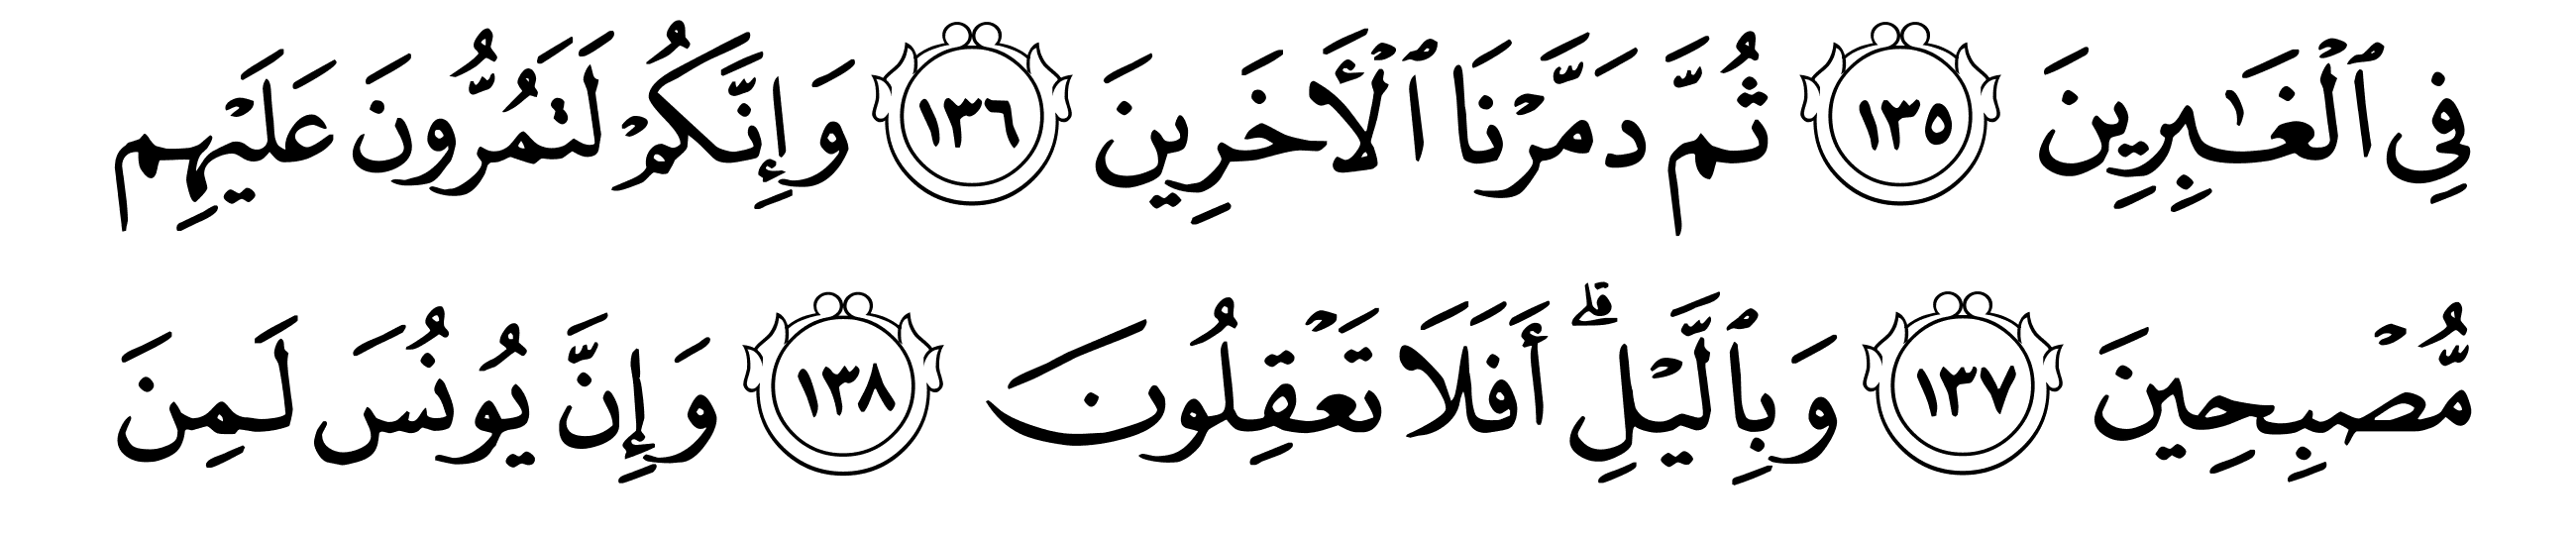 فِي ٱلۡغَٰبِرِينَ ١٣٥ ثُمَّ دَمَّرۡنَا ٱلۡأٓخَرِينَ ١٣٦ وَإِنَّكُمۡ لَتَمُرُّونَ عَلَيۡهِم
مُّصۡبِحِينَ ١٣٧ وَبِٱلَّيۡلِۚ أَفَلَا تَعۡقِلُونَ ١٣٨ وَإِنَّ يُونُسَ لَمِنَ